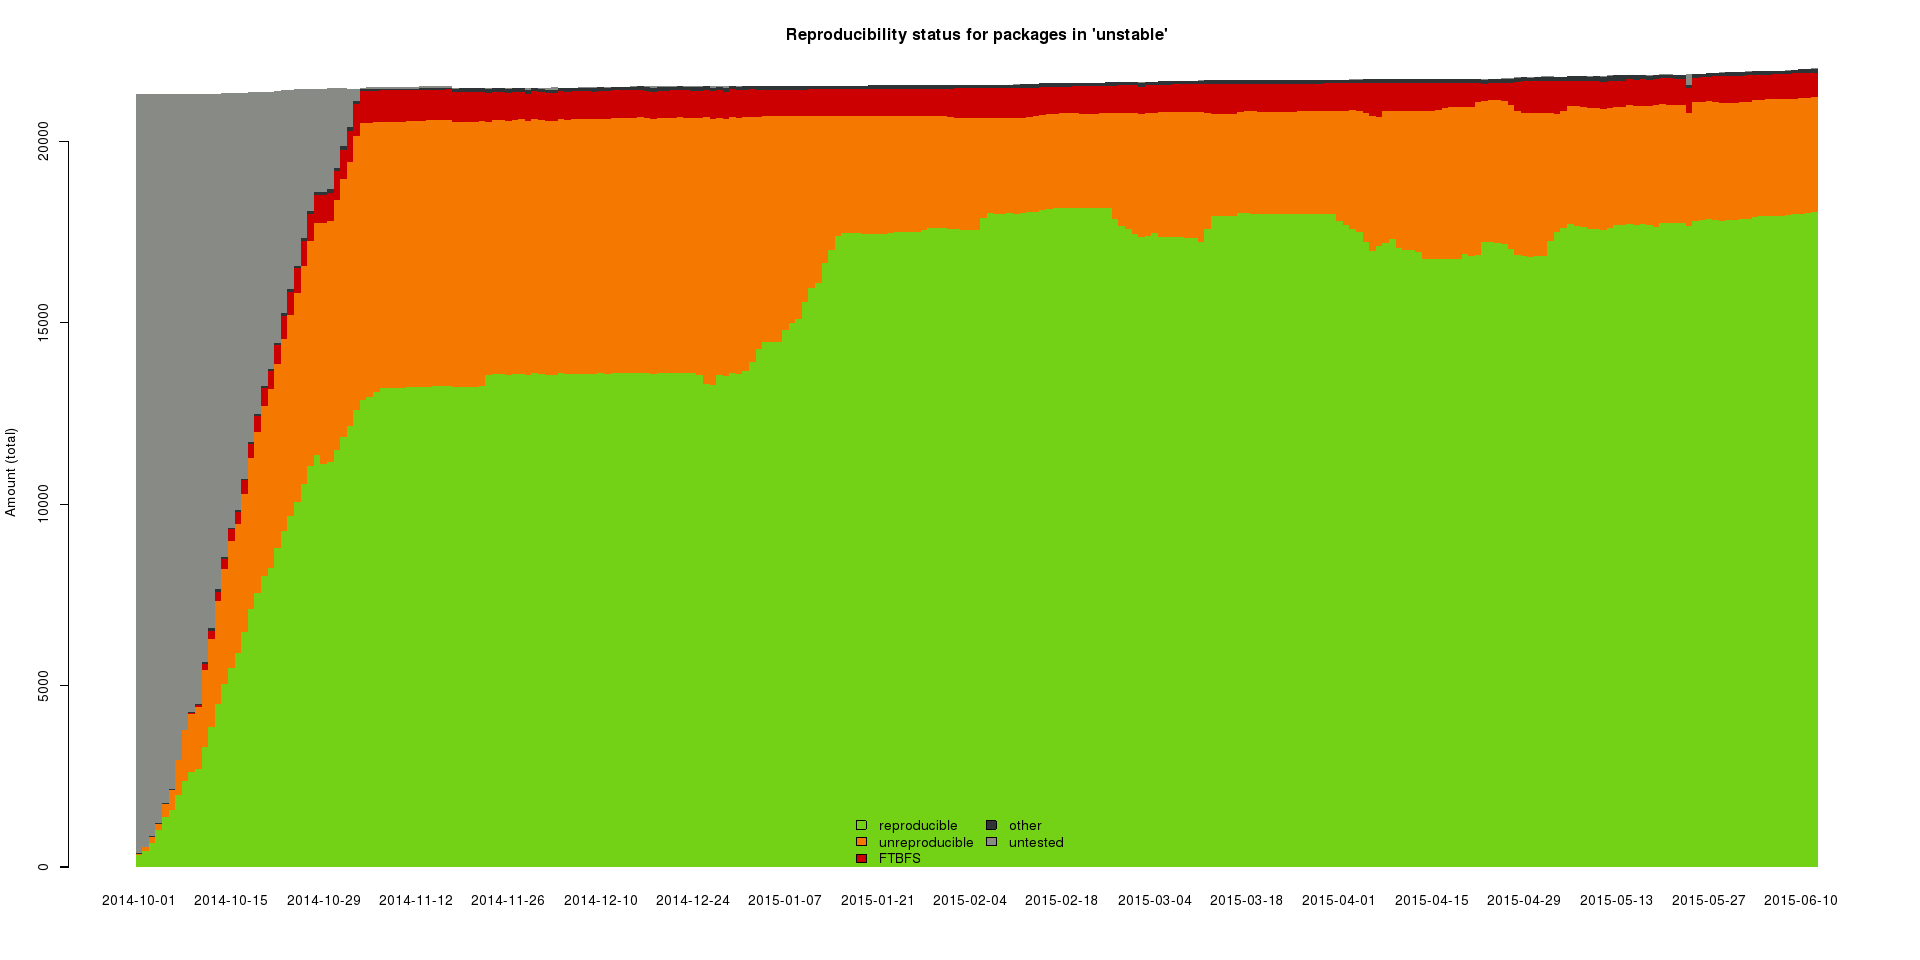 Reproducibility status for packages in 'unstable'
Amount (total)
20000
15000
10000
5000
0
reproducible
unreproducible
FTBFS
other
untested
2014-10-01 2014-10-15 2014-10-29 2014-11-12 2014-11-26 2014-12-10 2014-12-24 2015-01-07 2015-01-21 2015-02-04 2015-02-18 2015-03-04 2015-03-18 2015-04-01 2015-04-15 2015-04-29 2015-05-13 2015-05-27 2015-06-10